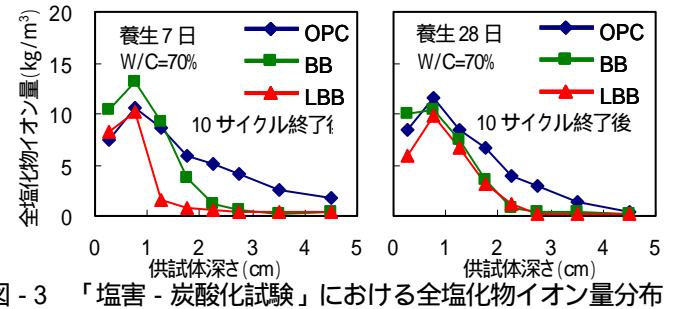 全塩化物イオン量(kg/m³)
20
15
10
5
0
養生7日
W/C=70%
OPC
BB
LBB
10サイクル終了後
0 1 2 3 4 5
供試体深さ(cm)
養生28日
W/C=70%
OPC
BB
LBB
10サイクル終了後
0 1 2 3 4 5
供試体深さ(cm)
図-3 「塩害-炭酸化試験」における全塩化物イオン量分布